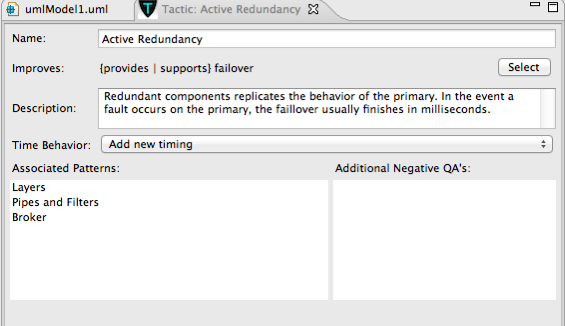 umlModel1.uml
Tactic: Active Redundancy
Name: Active Redundancy
Improves: {provides | supports} failover Select
Description: Redundant components replicates the behavior of the primary. In the event a
fault occurs on the primary, the faillover usually finishes in milliseconds.
Time Behavior: Add new timing
Associated Patterns: Additional Negative QA's:
Layers
Pipes and Filters
Broker